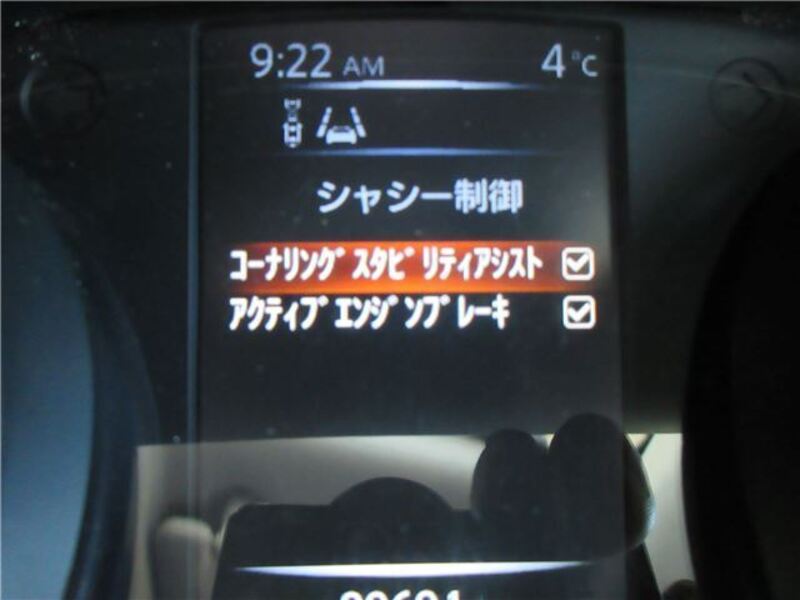 9:22 AM 4°C
シャシー制御
コーナリングスタビリティアシスト
アクティブエンジンブレーキ